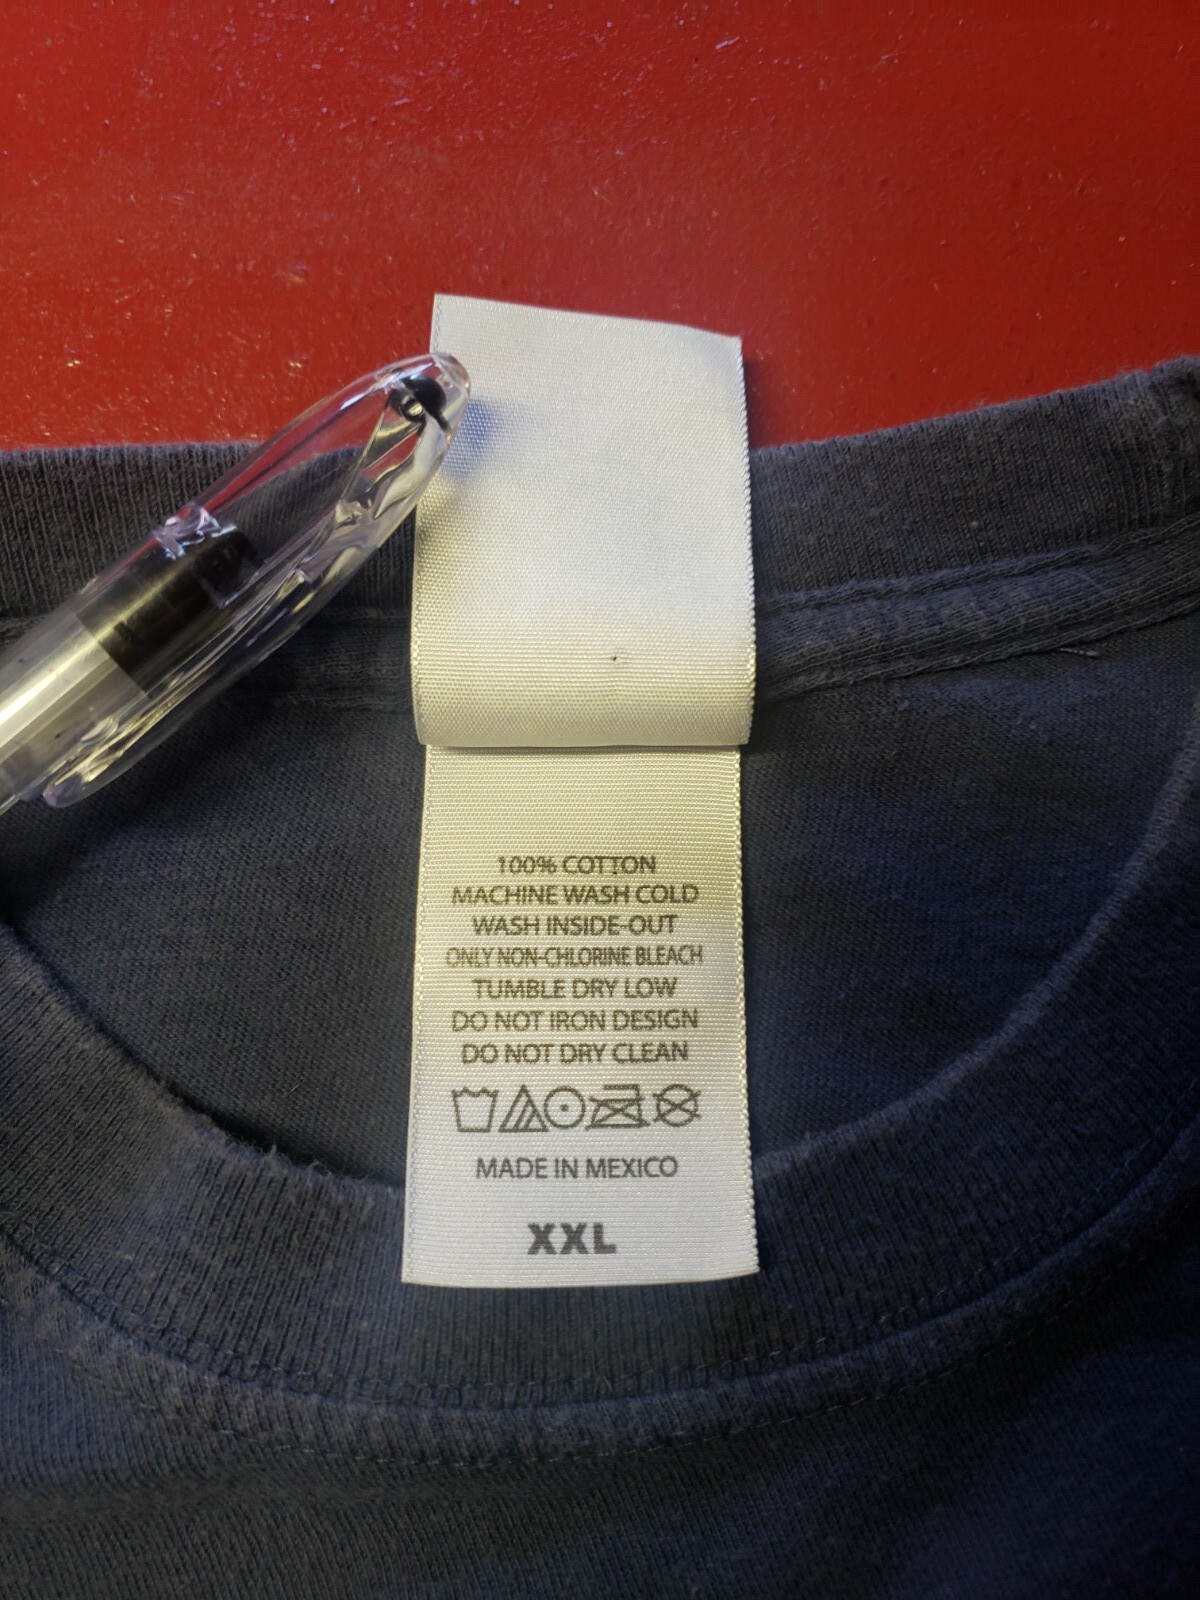 100% COTTON
MACHINE WASH COLD
WASH INSIDE-OUT
ONLY NON-CHLORINE BLEACH
TUMBLE DRY LOW
DO NOT IRON DESIGN
DO NOT DRY CLEAN
MADE IN MEXICO
XXL